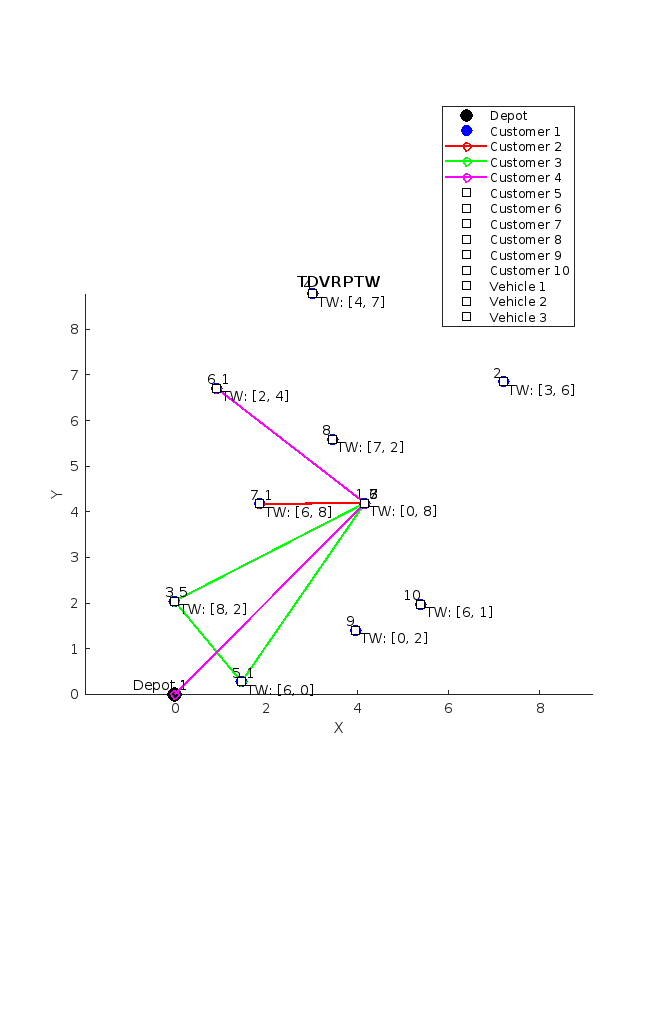 Depot
Customer 1
Customer 2
Customer 3
Customer 4
Customer 5
Customer 6
Customer 7
Customer 8
Customer 9
Customer 10
Vehicle 1
Vehicle 2
Vehicle 3
TDVRPTW
TW: [4, 7]
8
7
6
5
4
3
2
1
0
Y
2
TW: [3, 6]
6 1
TW: [2, 4]
8
TW: [7, 2]
7 1
TW: [6, 8]
TW: [0, 8]
3 5
TW: [8, 2]
10
TW: [6, 1]
9
TW: [0, 2]
5 1
TW: [6, 0]
Depot 1
0
2
4
6
8
X